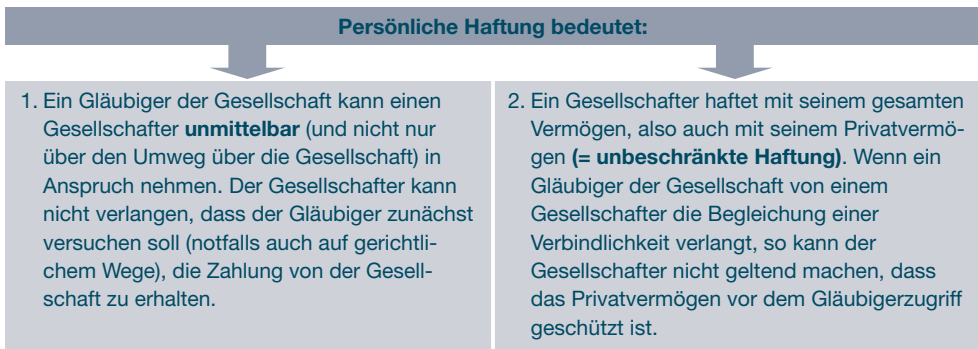 Persönliche Haftung bedeutet:
1. Ein Gläubiger der Gesellschaft kann einen
Gesellschafter unmittelbar (und nicht nur
über den Umweg über die Gesellschaft) in
Anspruch nehmen. Der Gesellschafter kann
nicht verlangen, dass der Gläubiger zunächst
versuchen soll (notfalls auch auf gerichtli-
chem Wege), die Zahlung von der Gesell-
schaft zu erhalten.
2. Ein Gesellschafter haftet mit seinem gesamten
Vermögen, also auch mit seinem Privatvermö-
gen (= unbeschränkte Haftung). Wenn ein
Gläubiger der Gesellschaft von einem
Gesellschafter die Begleichung einer
Verbindlichkeit verlangt, so kann der
Gesellschafter nicht geltend machen, dass
das Privatvermögen vor dem Gläubigerzugriff
geschützt ist.